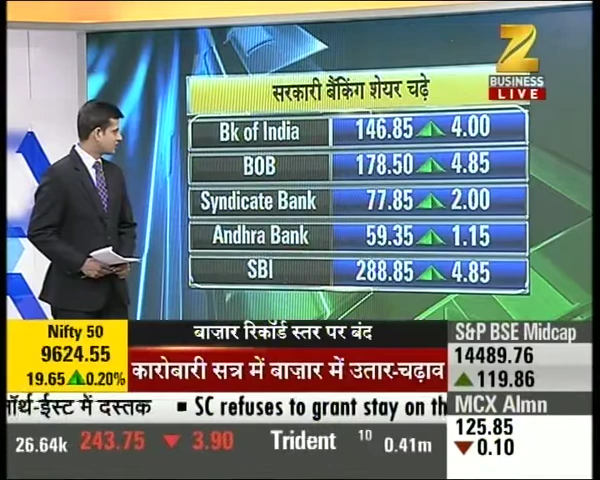 ZEE
BUSINESS
LIVE
सरकारी बैंकिंग शेयर चढ़े
Bk of India 146.85 ▲ 4.00
BOB 178.50 ▲ 4.85
Syndicate Bank 77.85 ▲ 2.00
Andhra Bank 59.35 ▲ 1.15
SBI 288.85 ▲ 4.85
Nifty 50
9624.55
19.65 ▲ 0.20%
बाज़ार रिकॉर्ड स्तर पर बंद
कारोबारी सत्र में बाजार में उतार-चढ़ाव
S&P BSE Midcap
14489.76
▲ 119.86
में दस्तक ■ SC refuses to grant stay on
MCX Almn
125.85
▼ 0.10
26.64k 243.75 ▼ 3.90 Trident 10 0.41m